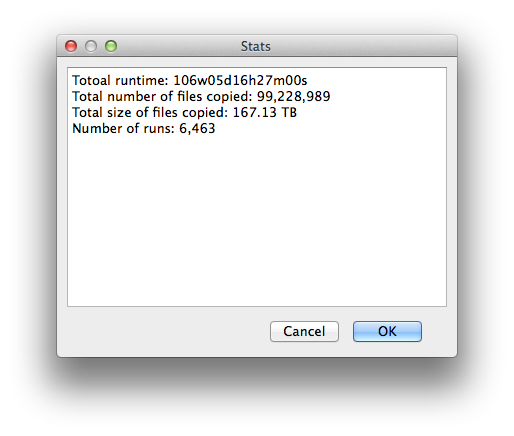 Stats
Totoal runtime: 106w05d16h27m00s
Total number of files copied: 99,228,989
Total size of files copied: 167.13 TB
Number of runs: 6,463
Cancel
OK